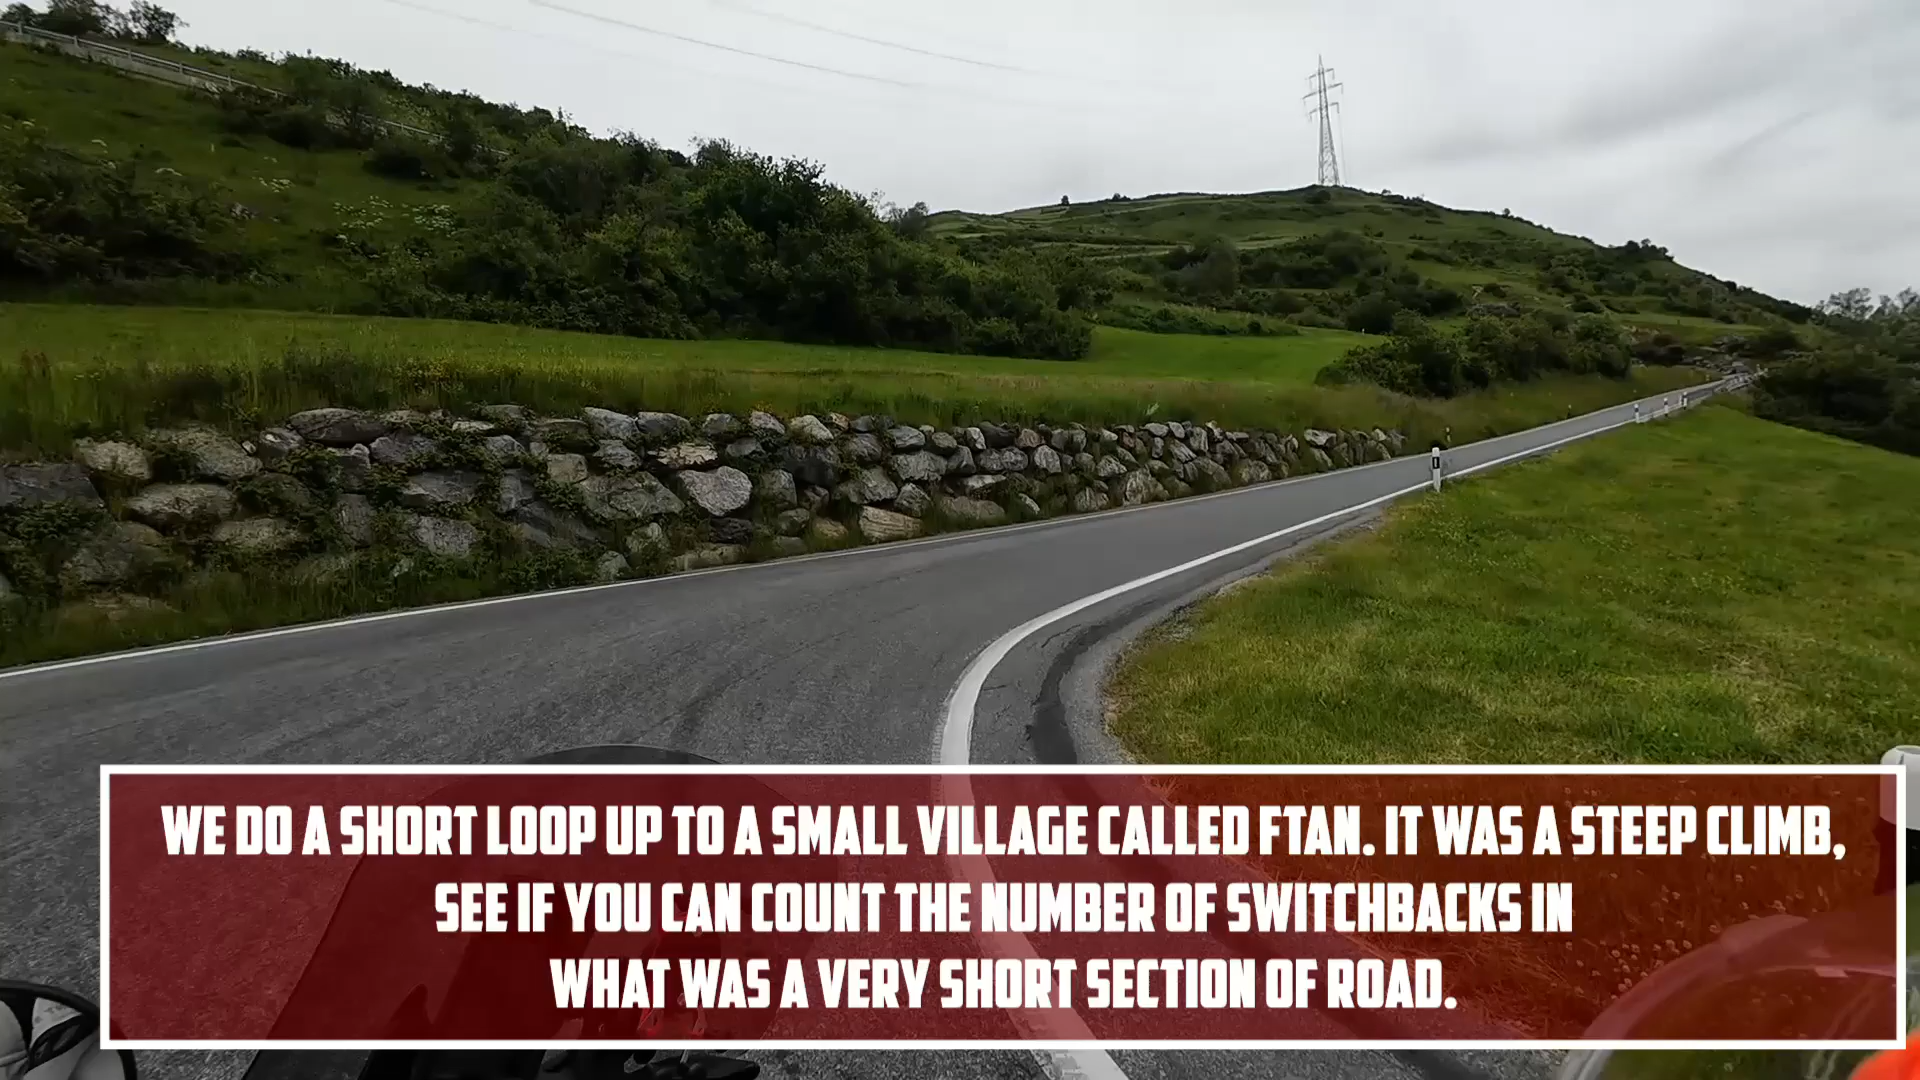 WE DO A SHORT LOOP UP TO A SMALL VILLAGE CALLED FTAN. IT WAS A STEEP CLIMB,
SEE IF YOU CAN COUNT THE NUMBER OF SWITCHBACKS IN
WHAT WAS A VERY SHORT SECTION OF ROAD.